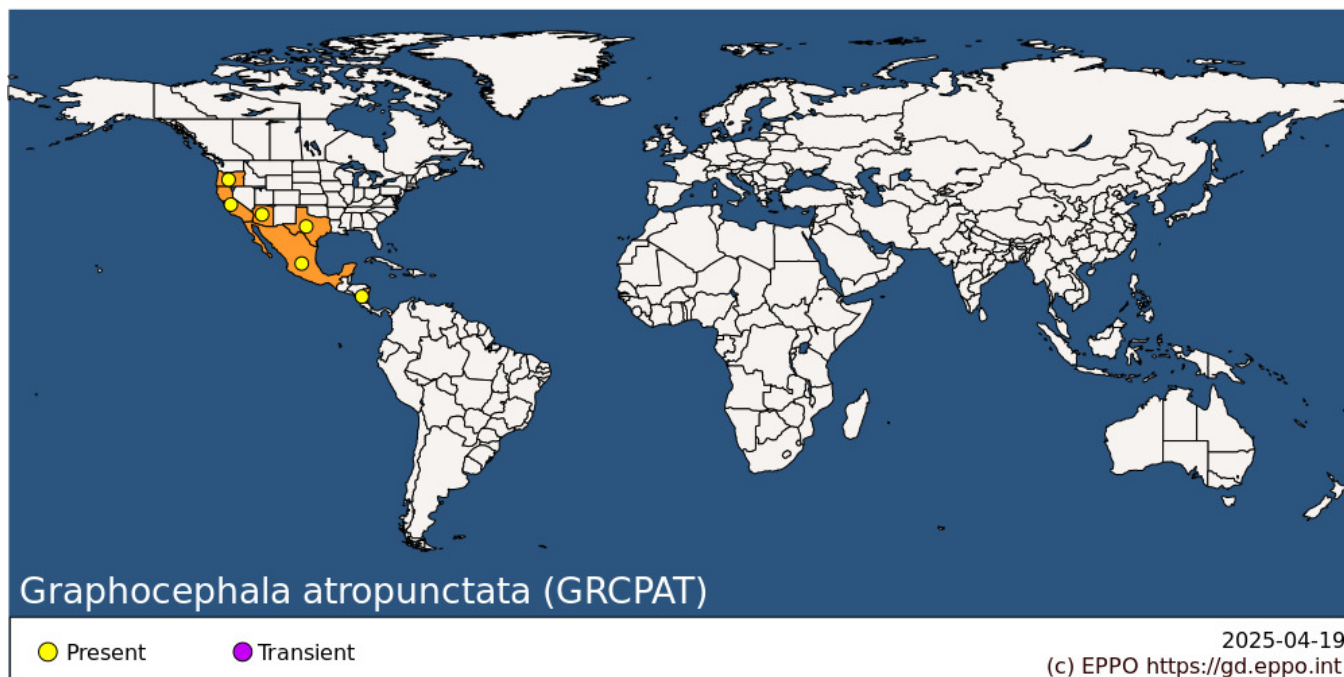 Graphocephala atropunctata (GRCPAT)
Present
Transient
2025-04-19
(c) EPPO https://gd.eppo.int